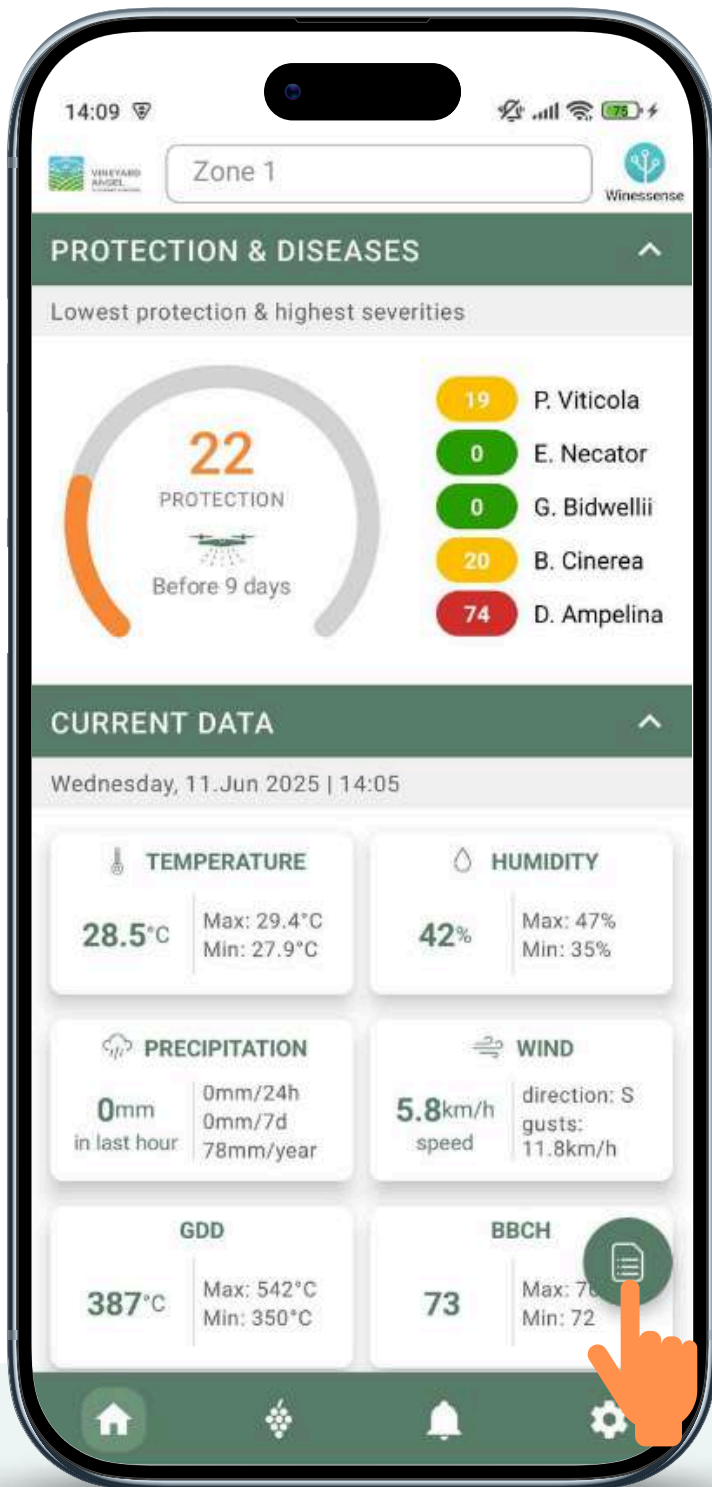 14:09
75
VINEYARD
ANGEL
Zone 1
Winessense
PROTECTION & DISEASES
Lowest protection & highest severities
22
PROTECTION
Before 9 days
19 P. Viticola
0 E. Necator
0 G. Bidwellii
20 B. Cinerea
74 D. Ampelina
CURRENT DATA
Wednesday, 11.Jun 2025 | 14:05
TEMPERATURE
28.5°C
Max: 29.4°C
Min: 27.9°C
HUMIDITY
42%
Max: 47%
Min: 35%
PRECIPITATION
0mm
in last hour
0mm/24h
0mm/7d
78mm/year
WIND
5.8km/h
speed
direction: S
gusts:
11.8km/h
GDD
387°C
Max: 542°C
Min: 350°C
BBCH
73
Max:
Min: 72